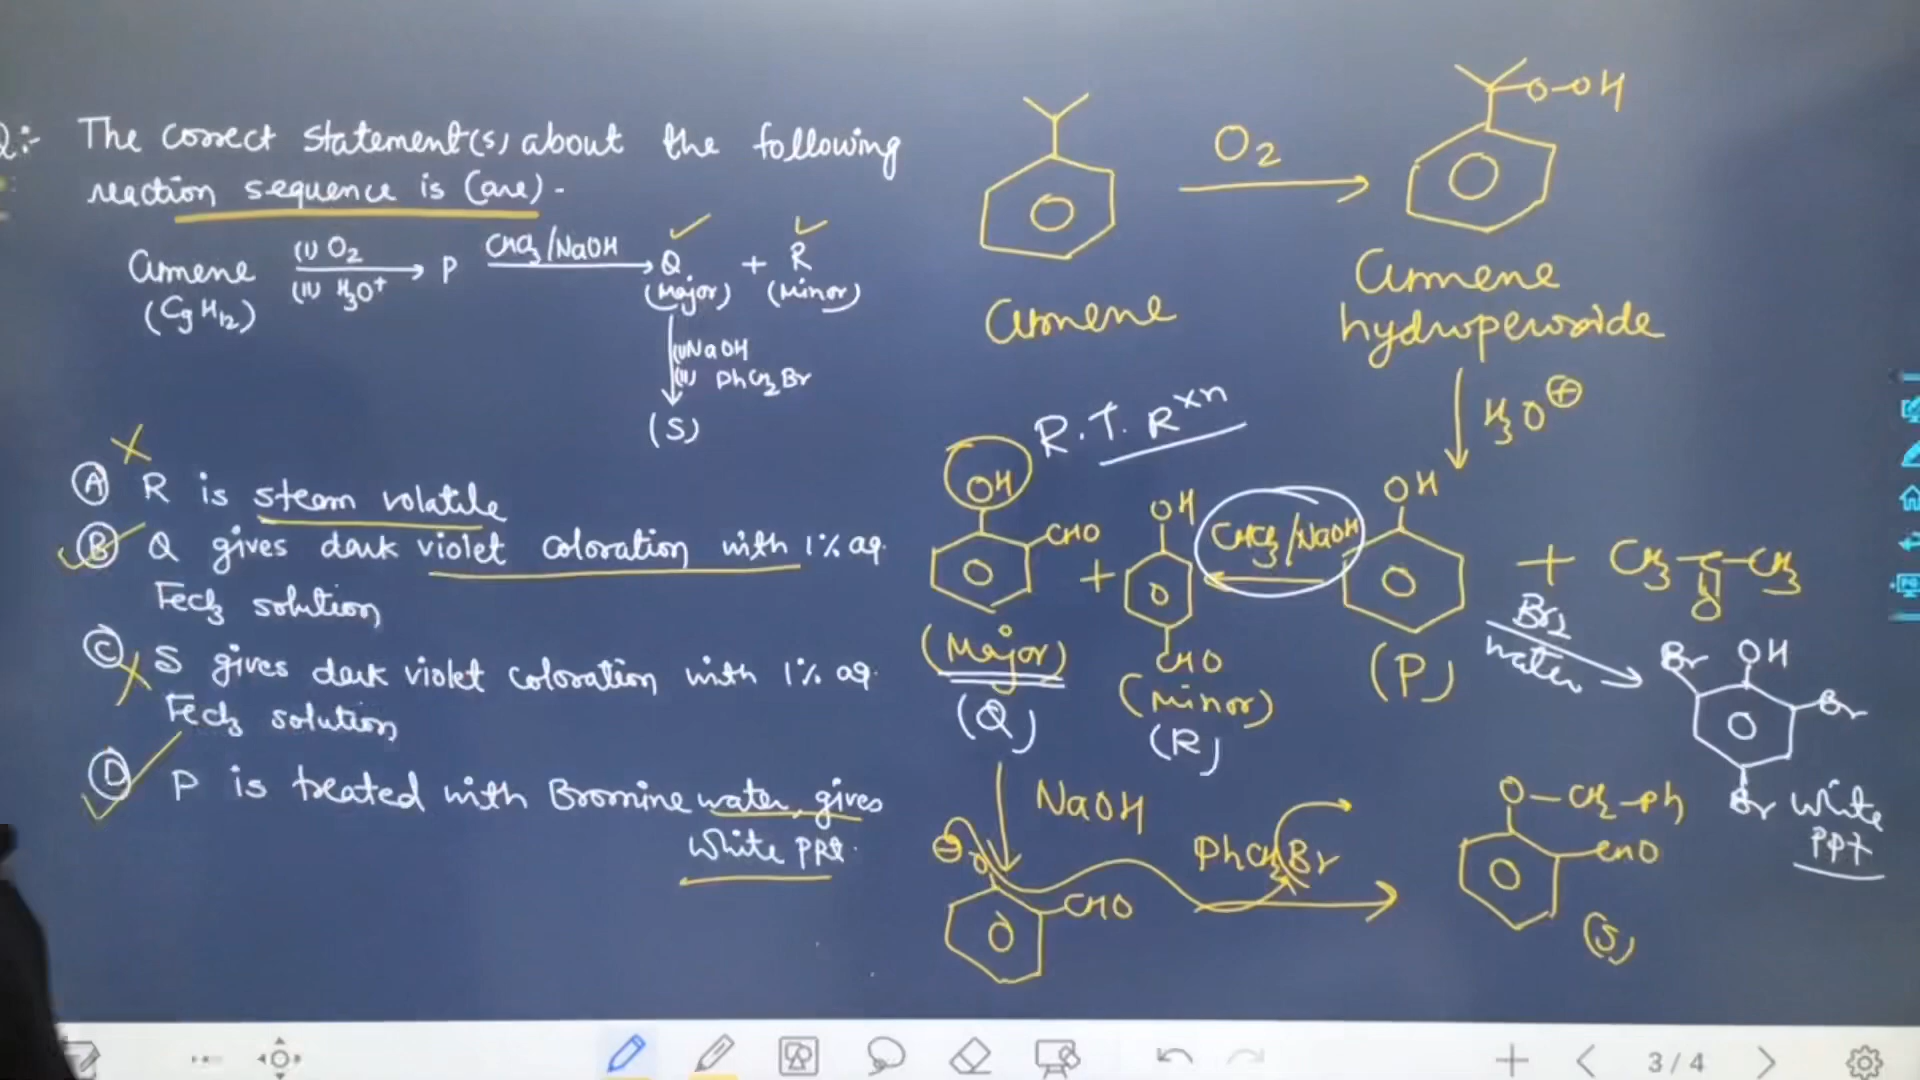 Q:- The correct statement(s) about the following
reaction sequence is (are) -
Cumene (i) O2 (ii) H3O+ → P CHCl3/NaOH → Q + R
(C9H12) (Major) (Minor)
(i) NaOH
(ii) PhCH2Br
(S)
(A) R is steam volatile
(B) Q gives dark violet coloration with 1% aq.
FeCl3 solution
(C) S gives dark violet coloration with 1% aq.
FeCl3 solution
(D) P is treated with Bromine water, gives
White PPt.
O2
O-OH
Cumene
Cumene
hydroperoxide
H3O⊕
R.T. Rxn
OH
CHO
+
OH
CHO
CHCl3/NaOH
OH
+ CH3-C-CH3
O
(Major)
(Q)
(Minor)
(R)
(P)
Br2
water
OH
Br
Br
Br
White
PPt
NaOH
⊖O
CHO
PhCH2Br
O-CH2-Ph
CHO
(S)
3/4